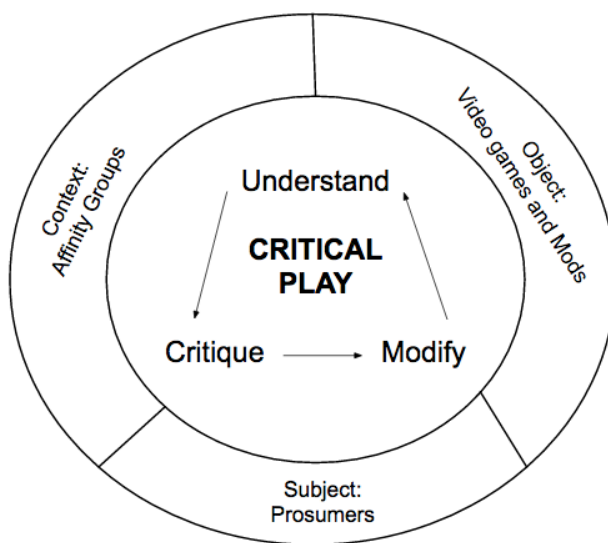 Context:
Affinity Groups
Object:
Video games and Mods
Understand
CRITICAL
PLAY
Critique
Modify
Subject:
Prosumers